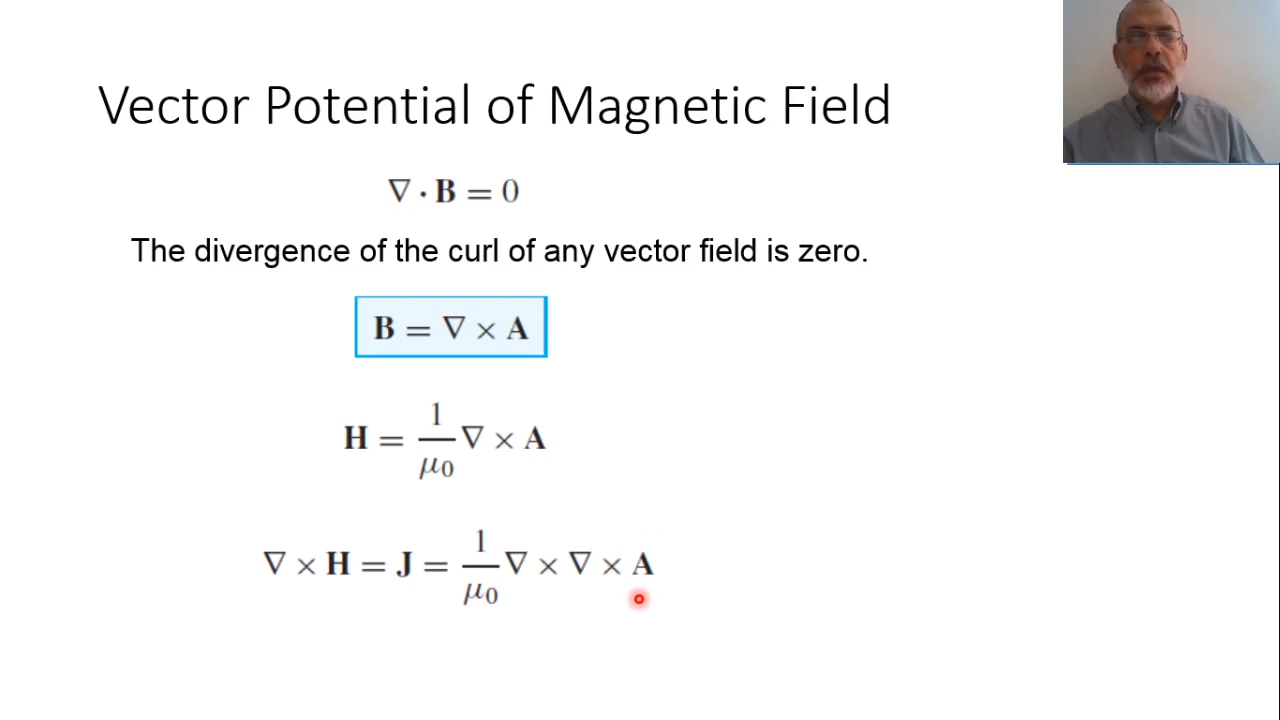 Vector Potential of Magnetic Field
∇ · B = 0
The divergence of the curl of any vector field is zero.
B = ∇ × A
H = 1/μ0 ∇ × A
∇ × H = J = 1/μ0 ∇ × ∇ × A